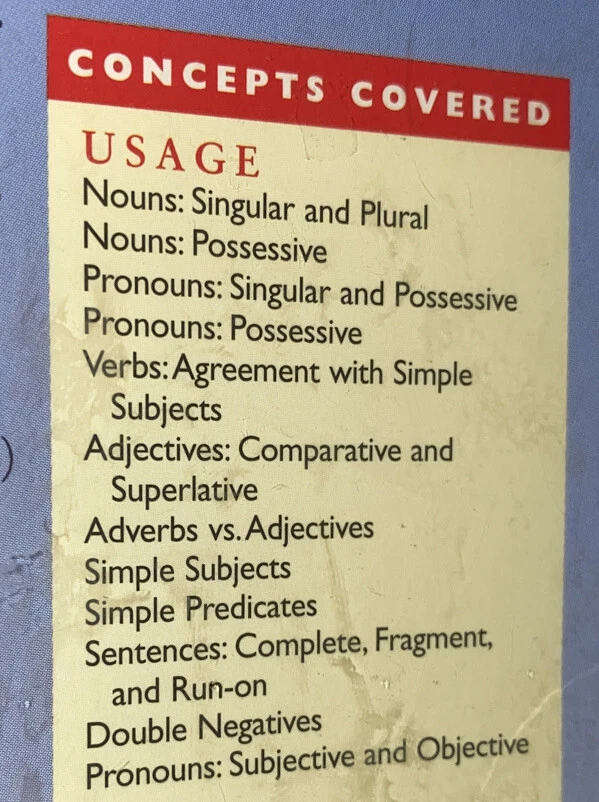 CONCEPTS COVERED
USAGE
Nouns: Singular and Plural
Nouns: Possessive
Pronouns: Singular and Possessive
Pronouns: Possessive
Verbs: Agreement with Simple
Subjects
Adjectives: Comparative and
Superlative
Adverbs vs. Adjectives
Simple Subjects
Simple Predicates
Sentences: Complete, Fragment,
and Run-on
Double Negatives
Pronouns: Subjective and Objective
)